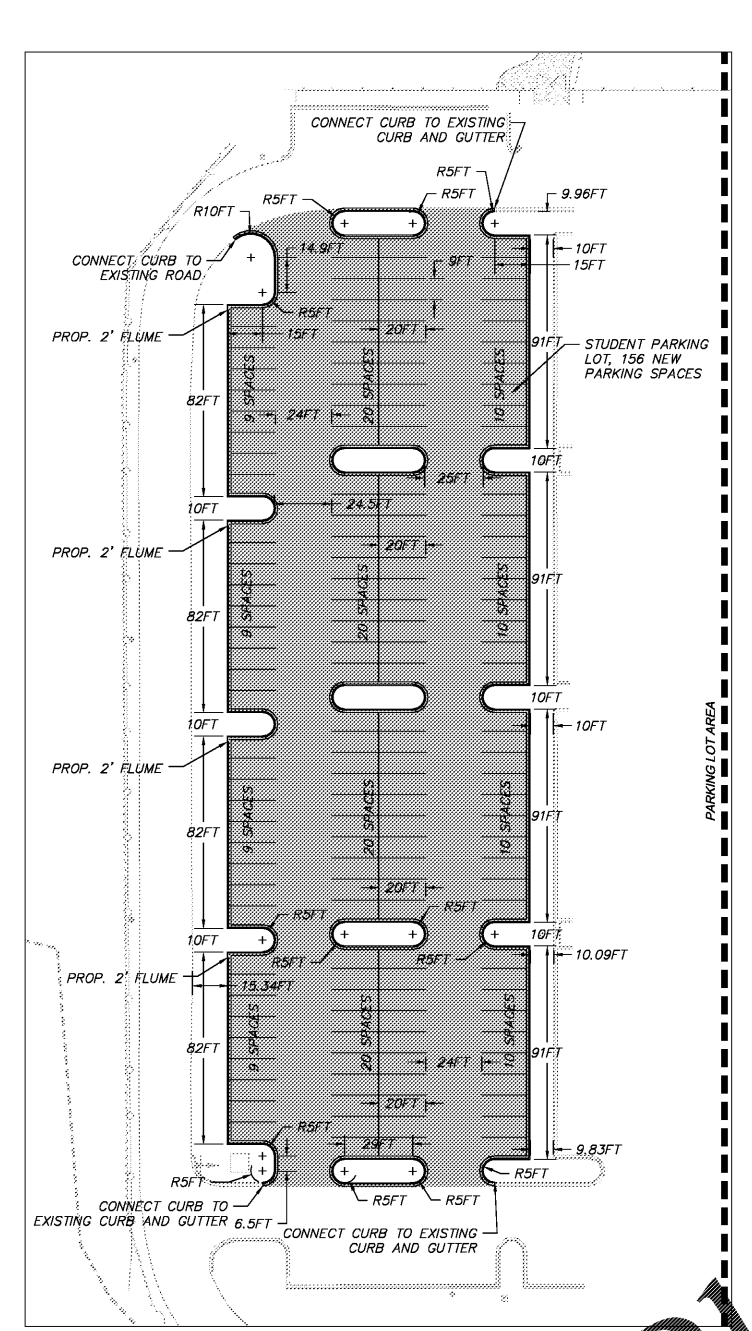 CONNECT CURB TO EXISTING
CURB AND GUTTER
R5FT
R5FT
R5FT
9.96FT
R10FT
14.9FT
9FT
10FT
15FT
CONNECT CURB TO
EXISTING ROAD
R5FT
PROP. 2' FLUME
15FT
20FT
91FT
STUDENT PARKING
LOT, 156 NEW
PARKING SPACES
82FT
9 SPACES
24FT
20 SPACES
10 SPACES
10FT
25FT
10FT
24.5FT
PROP. 2' FLUME
20FT
82FT
9 SPACES
20 SPACES
10 SPACES
91FT
10FT
10FT
10FT
PROP. 2' FLUME
PARKING LOT AREA
82FT
9 SPACES
20 SPACES
10 SPACES
91FT
20FT
R5FT
R5FT
10FT
10FT
R5FT
R5FT
10.09FT
PROP. 2' FLUME
15.34FT
82FT
9 SPACES
20 SPACES
10 SPACES
24FT
91FT
20FT
R5FT
29FT
9.83FT
R5FT
R5FT
R5FT
R5FT
CONNECT CURB TO
EXISTING CURB AND GUTTER
6.5FT
CONNECT CURB TO EXISTING
CURB AND GUTTER